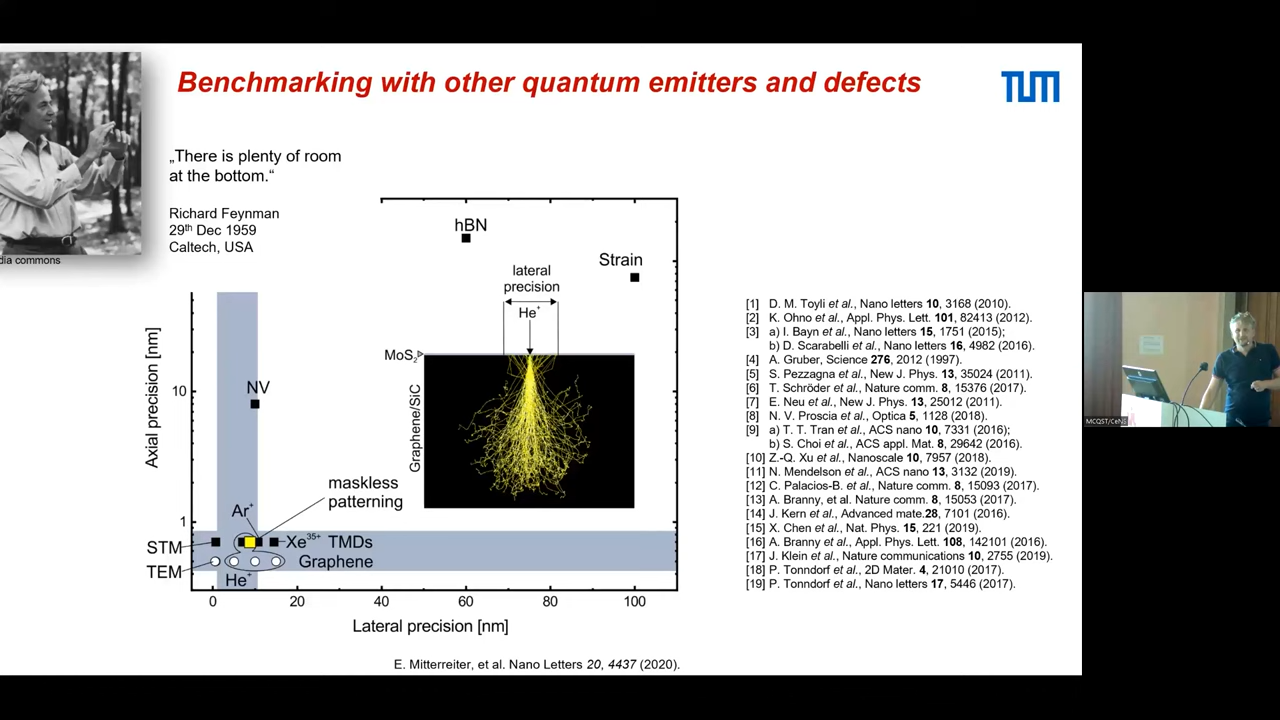 Benchmarking with other quantum emitters and defects
TUM
„There is plenty of room
at the bottom.“
Richard Feynman
29th Dec 1959
Caltech, USA
dia commons
hBN
Strain
lateral
precision
He+
MoS2
Graphene/SiC
Axial precision [nm]
10
1
NV
maskless
patterning
Ar+
STM
Xe35+ TMDs
TEM
Graphene
He+
0 20 40 60 80 100
Lateral precision [nm]
[1] D. M. Toyli et al., Nano letters 10, 3168 (2010).
[2] K. Ohno et al., Appl. Phys. Lett. 101, 82413 (2012).
[3] a) I. Bayn et al., Nano letters 15, 1751 (2015);
b) D. Scarabelli et al., Nano letters 16, 4982 (2016).
[4] A. Gruber, Science 276, 2012 (1997).
[5] S. Pezzagna et al., New J. Phys. 13, 35024 (2011).
[6] T. Schröder et al., Nature comm. 8, 15376 (2017).
[7] E. Neu et al., New J. Phys. 13, 25012 (2011).
[8] N. V. Proscia et al., Optica 5, 1128 (2018).
[9] a) T. T. Tran et al., ACS nano 10, 7331 (2016);
b) S. Choi et al., ACS appl. Mat. 8, 29642 (2016).
[10] Z.-Q. Xu et al., Nanoscale 10, 7957 (2018).
[11] N. Mendelson et al., ACS nano 13, 3132 (2019).
[12] C. Palacios-B. et al., Nature comm. 8, 15093 (2017).
[13] A. Branny, et al. Nature comm. 8, 15053 (2017).
[14] J. Kern et al., Advanced mate.28, 7101 (2016).
[15] X. Chen et al., Nat. Phys. 15, 221 (2019).
[16] A. Branny et al., Appl. Phys. Lett. 108, 142101 (2016).
[17] J. Klein et al., Nature communications 10, 2755 (2019).
[18] P. Tonndorf et al., 2D Mater. 4, 21010 (2017).
[19] P. Tonndorf et al., Nano letters 17, 5446 (2017).
E. Mitterreiter, et al. Nano Letters 20, 4437 (2020).
MCQST/CeNS